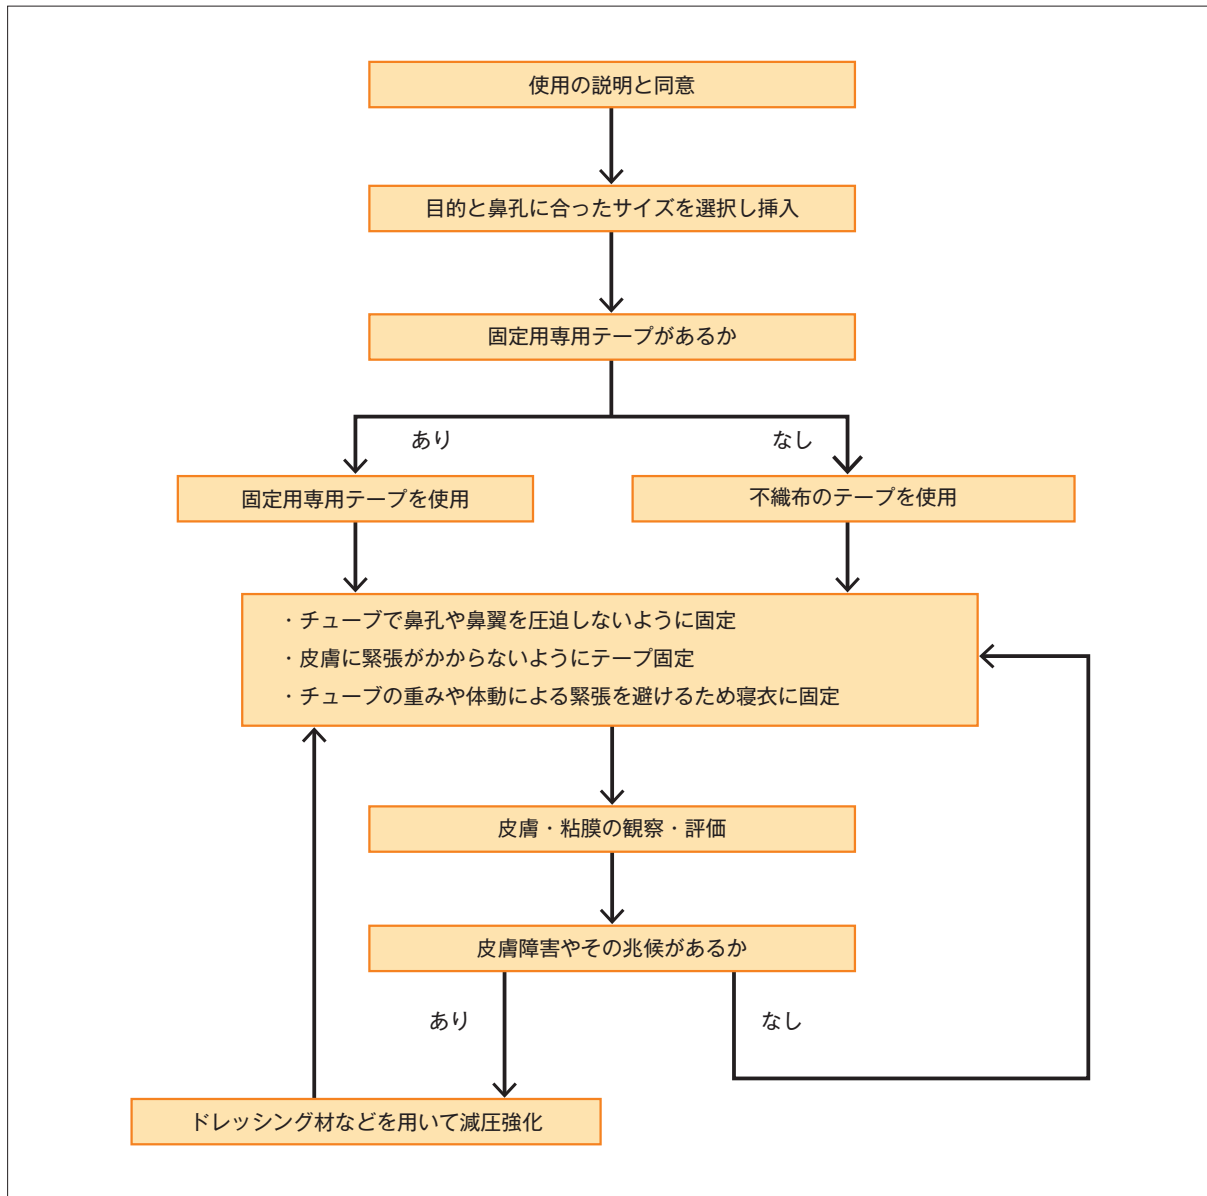 使用の説明と同意
目的と鼻孔に合ったサイズを選択し挿入
固定用専用テープがあるか
あり
なし
固定用専用テープを使用
不織布のテープを使用
・チューブで鼻孔や鼻翼を圧迫しないように固定
・皮膚に緊張がかからないようにテープ固定
・チューブの重みや体動による緊張を避けるため寝衣に固定
皮膚・粘膜の観察・評価
皮膚障害やその兆候があるか
あり
なし
ドレッシング材などを用いて減圧強化